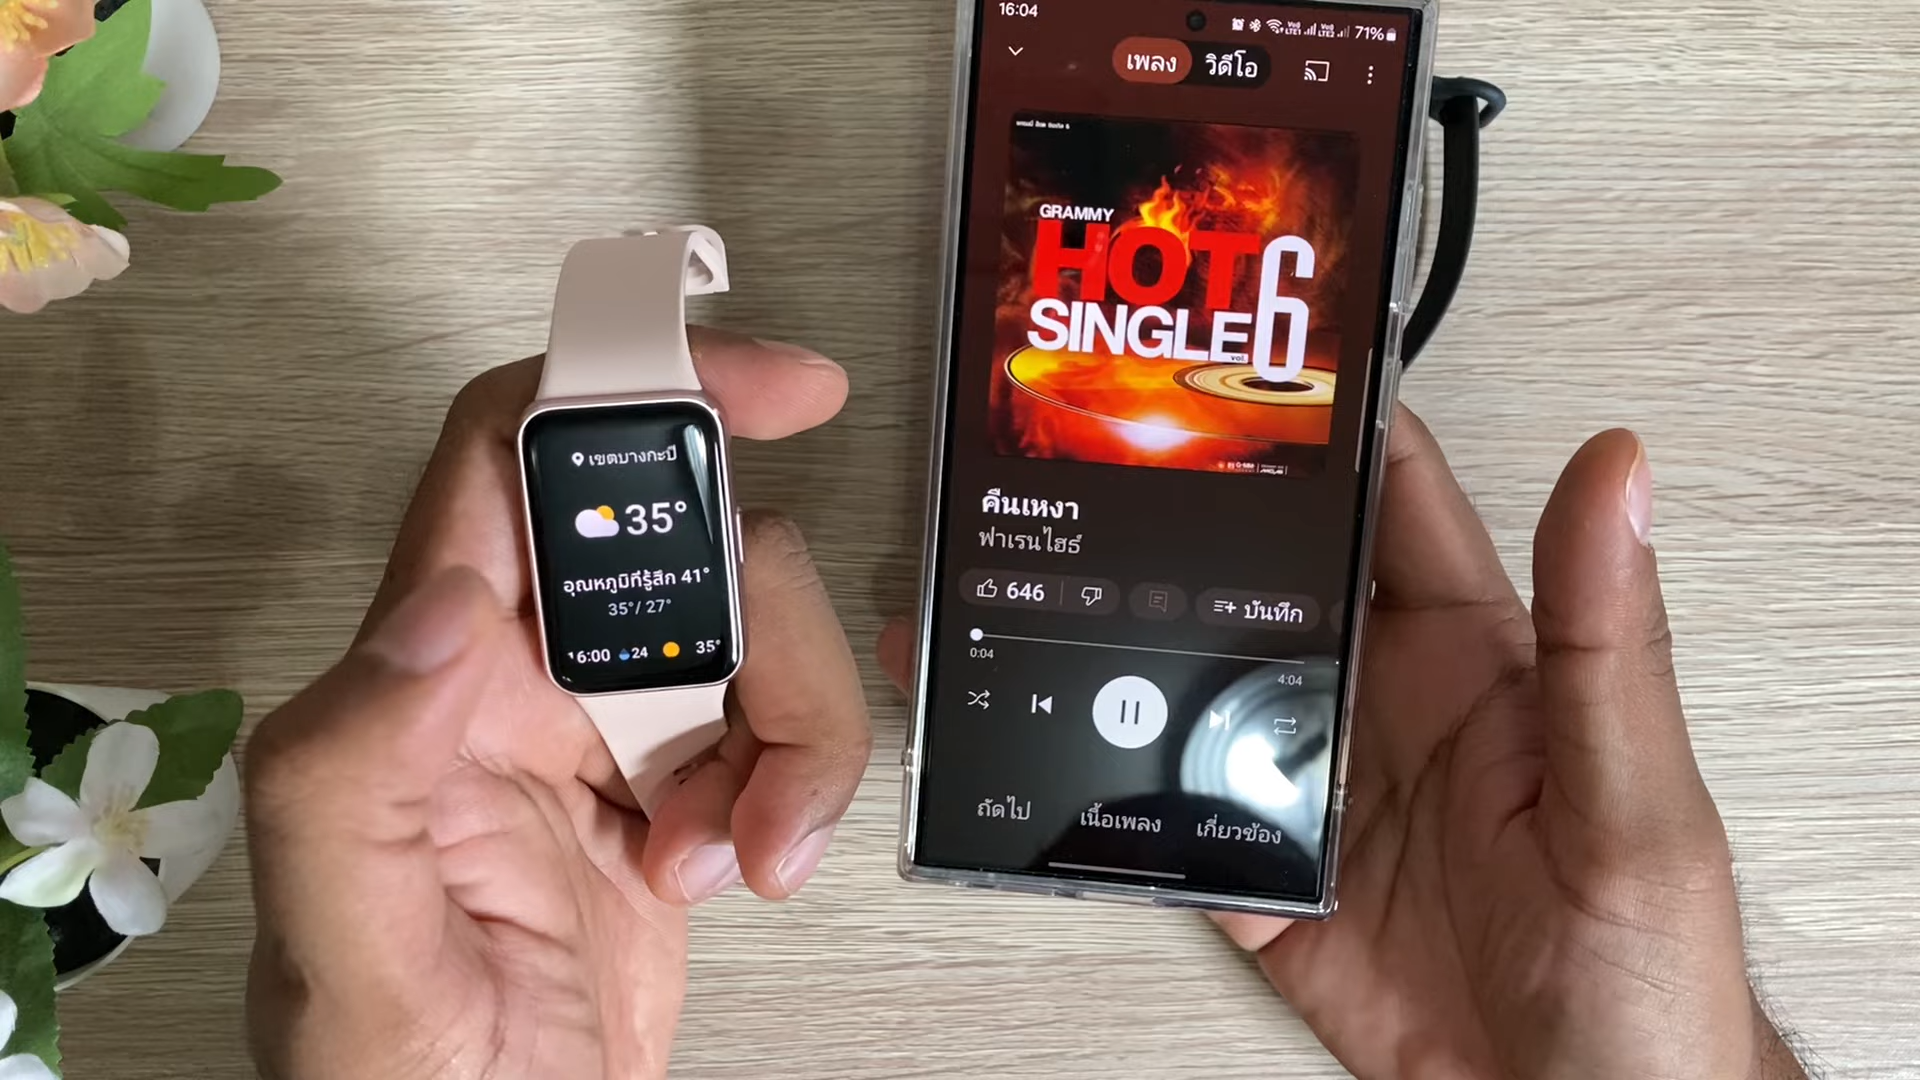 เขตบางกะปี
35°
อุณหภูมิที่รู้สึก 41°
35°/ 27°
16:00 24 35°
16:04
71%
เพลง วิดีโอ
GRAMMY
HOT
SINGLE 6
vol.
คืนเหงา
ฟาเรนไฮธ์
646 บันทึก
0:04
4:04
ถัดไป เนื้อเพลง เกี่ยวข้อง